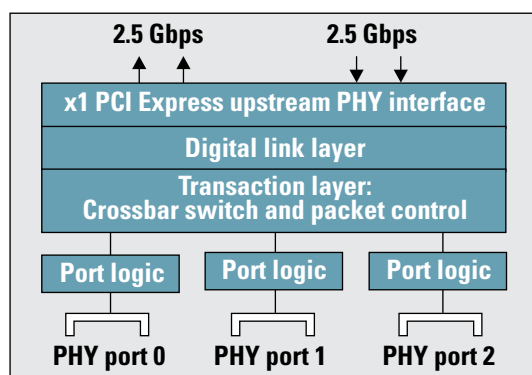 2.5 Gbps 2.5 Gbps
x1 PCI Express upstream PHY interface
Digital link layer
Transaction layer:
Crossbar switch and packet control
Port logic Port logic Port logic
PHY port 0 PHY port 1 PHY port 2